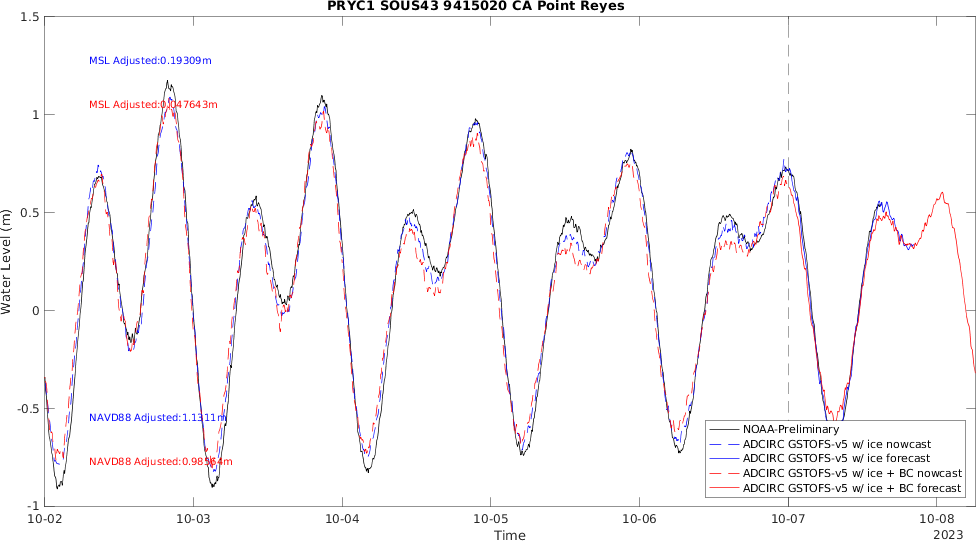 PRYC1 SOUS43 9415020 CA Point Reyes
1.5
MSL Adjusted:0.19309m
MSL Adjusted:0.047643m
1
0.5
Water Level (m)
0
-0.5
NAVD88 Adjusted:1.1311m
NAVD88 Adjusted:0.98564m
NOAA-Preliminary
ADCIRC GSTOFS-v5 w/ ice nowcast
ADCIRC GSTOFS-v5 w/ ice forecast
ADCIRC GSTOFS-v5 w/ ice + BC nowcast
ADCIRC GSTOFS-v5 w/ ice + BC forecast
-1
10-02 10-03 10-04 10-05 10-06 10-07 10-08
Time
2023